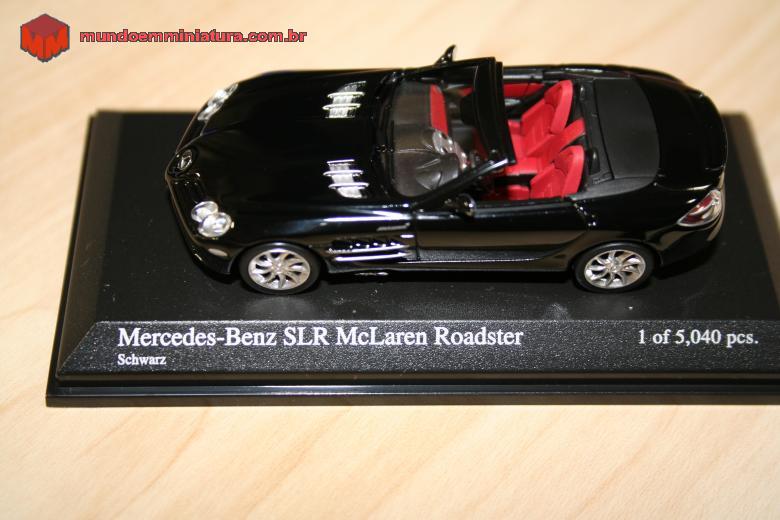 MM mundoemminiatura.com.br
Mercedes-Benz SLR McLaren Roadster 1 of 5,040 pcs.
Schwarz